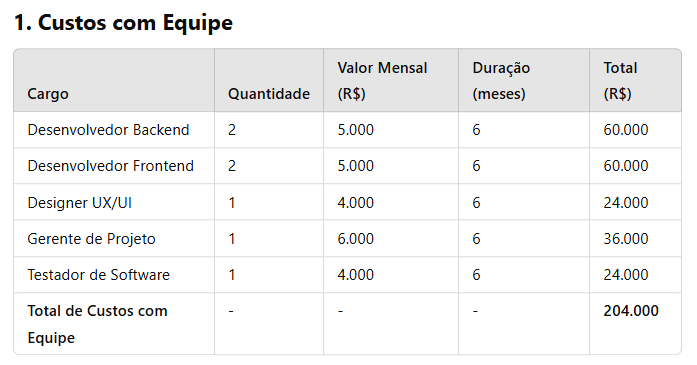 1. Custos com Equipe
Cargo Quantidade Valor Mensal (R$) Duração (meses) Total (R$)
Desenvolvedor Backend 2 5.000 6 60.000
Desenvolvedor Frontend 2 5.000 6 60.000
Designer UX/UI 1 4.000 6 24.000
Gerente de Projeto 1 6.000 6 36.000
Testador de Software 1 4.000 6 24.000
Total de Custos com Equipe - - - 204.000